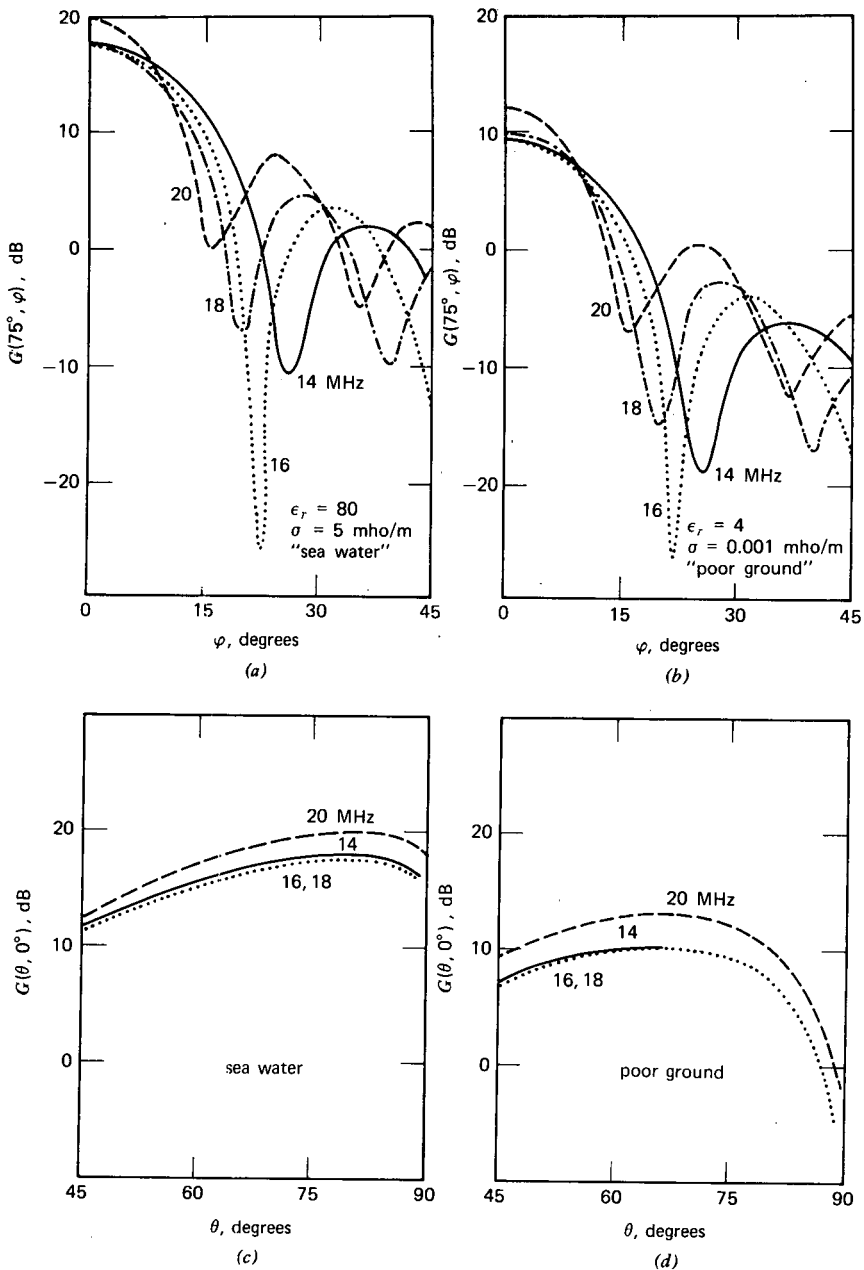 20
10
0
−10
−20
G(75°, φ), dB
20
18
14 MHz
16
ϵr = 80
σ = 5 mho/m
"sea water"
0
15
30
45
φ, degrees
(a)
20
10
0
−10
−20
G(75°, φ), dB
20
18
14 MHz
16
ϵr = 4
σ = 0.001 mho/m
"poor ground"
0
15
30
45
φ, degrees
(b)
20
10
0
G(θ, 0°), dB
20 MHz
14
16, 18
sea water
45
60
75
90
θ, degrees
(c)
20
10
0
G(θ, 0°), dB
20 MHz
14
16, 18
poor ground
45
60
75
90
θ, degrees
(d)